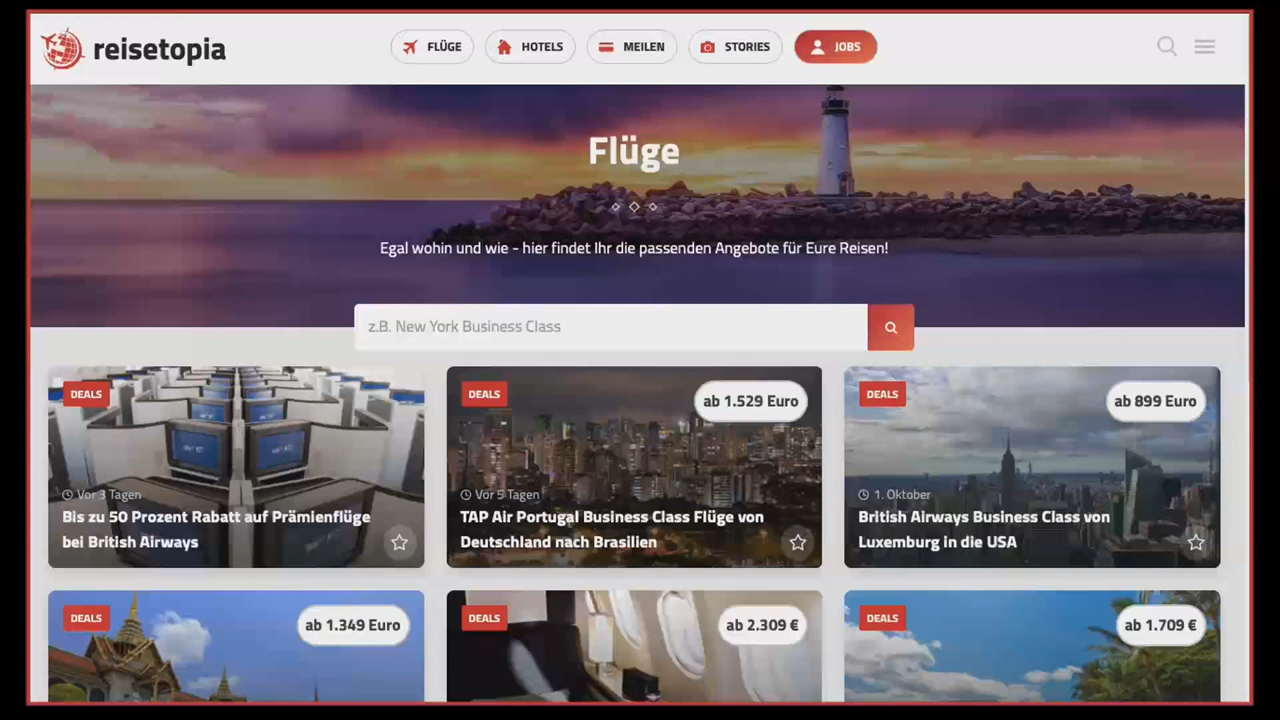 reisetopia
FLÜGE
HOTELS
MEILEN
STORIES
JOBS
Flüge
Egal wohin und wie - hier findet Ihr die passenden Angebote für Eure Reisen!
z.B. New York Business Class
DEALS
Vor 3 Tagen
Bis zu 50 Prozent Rabatt auf Prämienflüge
bei British Airways
DEALS
ab 1.529 Euro
Vor 5 Tagen
TAP Air Portugal Business Class Flüge von
Deutschland nach Brasilien
DEALS
ab 899 Euro
1. Oktober
British Airways Business Class von
Luxemburg in die USA
DEALS
ab 1.349 Euro
DEALS
ab 2.309 €
DEALS
ab 1.709 €